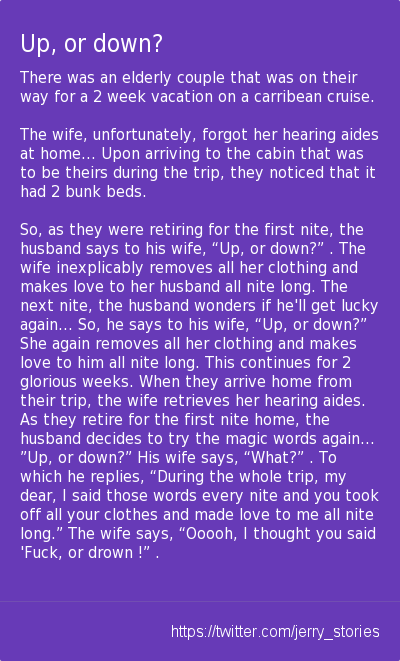 Up, or down?
There was an elderly couple that was on their
way for a 2 week vacation on a carribean cruise.
The wife, unfortunately, forgot her hearing aides
at home... Upon arriving to the cabin that was
to be theirs during the trip, they noticed that it
had 2 bunk beds.
So, as they were retiring for the first nite, the
husband says to his wife, “Up, or down?” . The
wife inexplicably removes all her clothing and
makes love to her husband all nite long. The
next nite, the husband wonders if he'll get lucky
again... So, he says to his wife, “Up, or down?”
She again removes all her clothing and makes
love to him all nite long. This continues for 2
glorious weeks. When they arrive home from
their trip, the wife retrieves her hearing aides.
As they retire for the first nite home, the
husband decides to try the magic words again...
”Up, or down?” His wife says, “What?” . To
which he replies, “During the whole trip, my
dear, I said those words every nite and you took
off all your clothes and made love to me all nite
long.” The wife says, “Ooooh, I thought you said
'Fuck, or drown !” .
https://twitter.com/jerry_stories